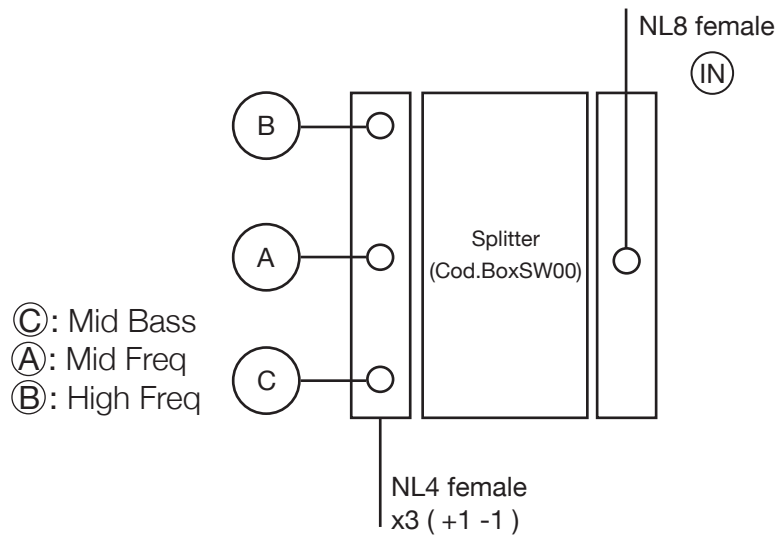 NL8 female
IN
B
A
C
Splitter
(Cod.BoxSW00)
C: Mid Bass
A: Mid Freq
B: High Freq
NL4 female
x3 ( +1 -1 )